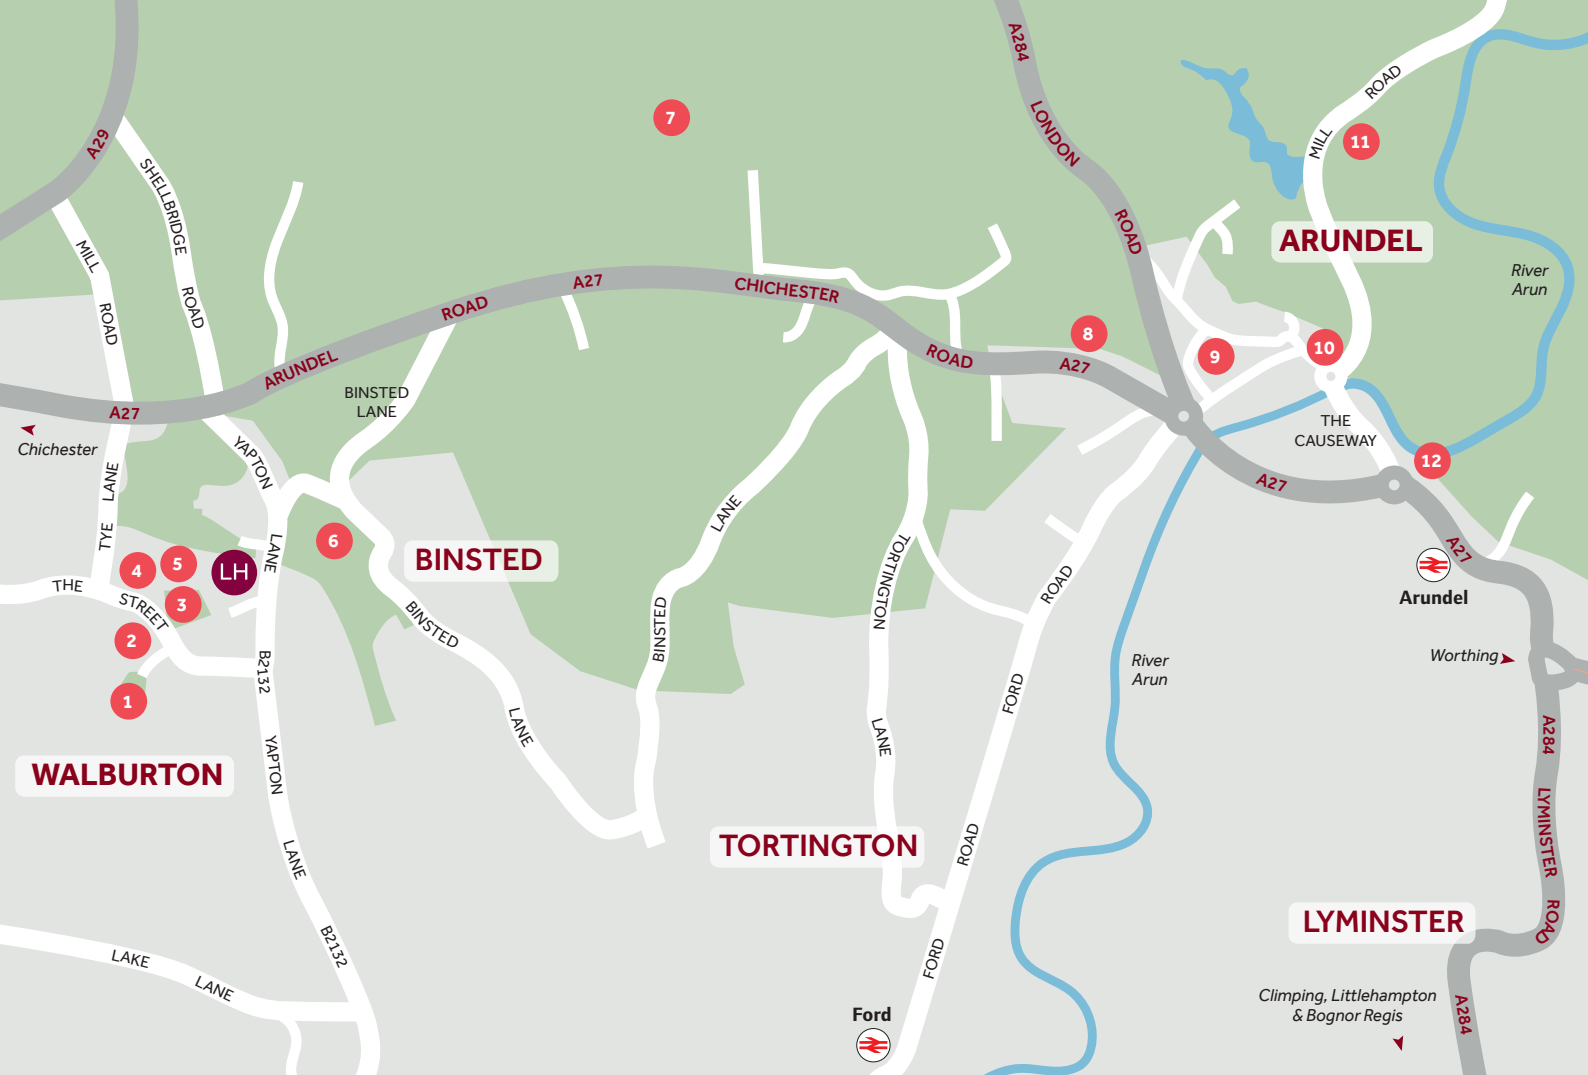 A284
ROAD
MILL
A29
SHELLBRIDGE
ROAD
7
LONDON
11
ROAD
ARUNDEL
MILL
ROAD
River
Arun
A27
CHICHESTER
ROAD
ARUNDEL
ROAD
A27
8
9
10
BINSTED
LANE
A27
Chichester
YAPTON
LANE
TYE
LANE
THE
CAUSEWAY
12
A27
LANE
6
BINSTED
TORTINGTON
LANE
A27
Arundel
4
5
LH
3
THE
STREET
2
1
BINSTED
LANE
BINSTED
ROAD
FORD
River
Arun
Worthing
B2132
YAPTON
LANE
B2132
WALBURTON
A284
LYMINSTER
ROAD
TORTINGTON
ROAD
FORD
LYMINSTER
LAKE
LANE
Climping, Littlehampton
& Bognor Regis
A284
Ford